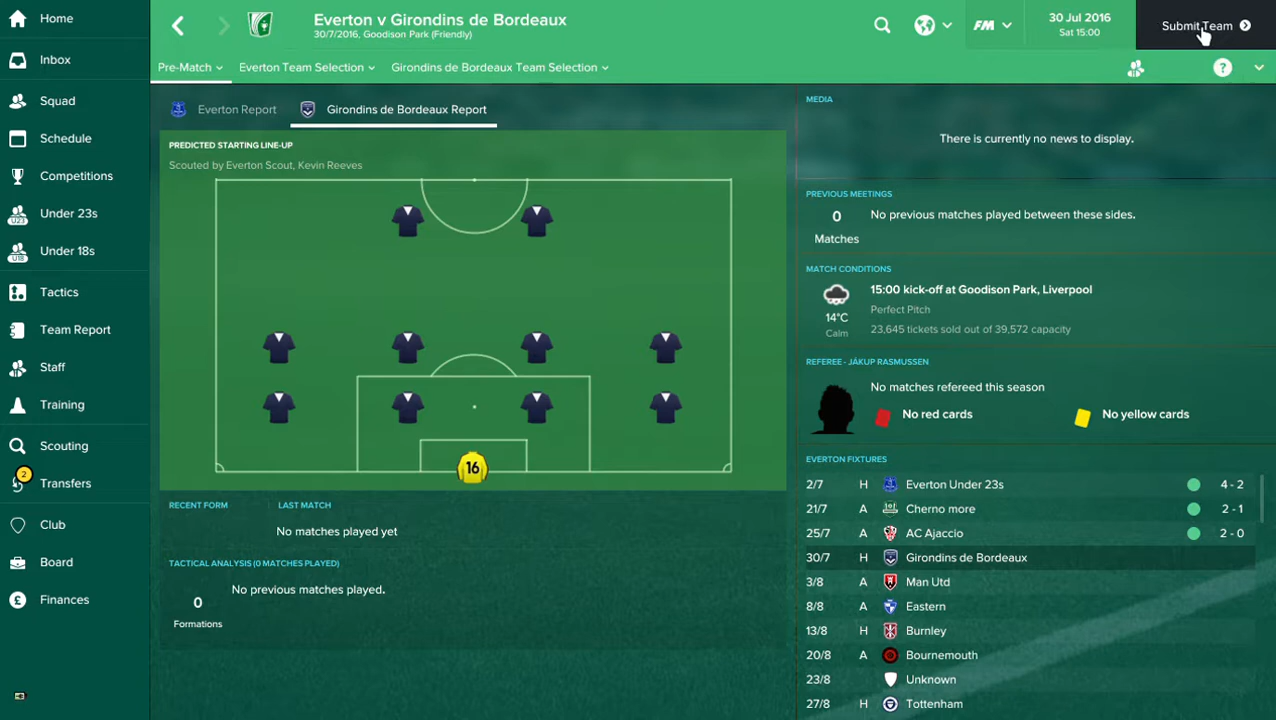 Home
Inbox
Squad
Schedule
Competitions
Under 23s
U23
Under 18s
U18
Tactics
Team Report
Staff
Training
Scouting
2
Transfers
Club
Board
£ Finances
Everton v Girondins de Bordeaux
30/7/2016, Goodison Park (Friendly)
FM
30 Jul 2016
Sat 15:00
Submit Team
Pre-Match
Everton Team Selection
Girondins de Bordeaux Team Selection
?
Everton Report
Girondins de Bordeaux Report
PREDICTED STARTING LINE-UP
Scouted by Everton Scout, Kevin Reeves
16
RECENT FORM
LAST MATCH
No matches played yet
TACTICAL ANALYSIS (0 MATCHES PLAYED)
0
Formations
No previous matches played.
MEDIA
There is currently no news to display.
PREVIOUS MEETINGS
0
Matches
No previous matches played between these sides.
MATCH CONDITIONS
14°C
Calm
15:00 kick-off at Goodison Park, Liverpool
Perfect Pitch
23,645 tickets sold out of 39,572 capacity
REFEREE - JÁKUP RASMUSSEN
No matches refereed this season
No red cards
No yellow cards
EVERTON FIXTURES
2/7 H Everton Under 23s 4 - 2
21/7 A Cherno more 2 - 1
25/7 A AC Ajaccio 2 - 0
30/7 H Girondins de Bordeaux
3/8 A Man Utd
8/8 A Eastern
13/8 H Burnley
20/8 A Bournemouth
23/8 Unknown
27/8 H Tottenham